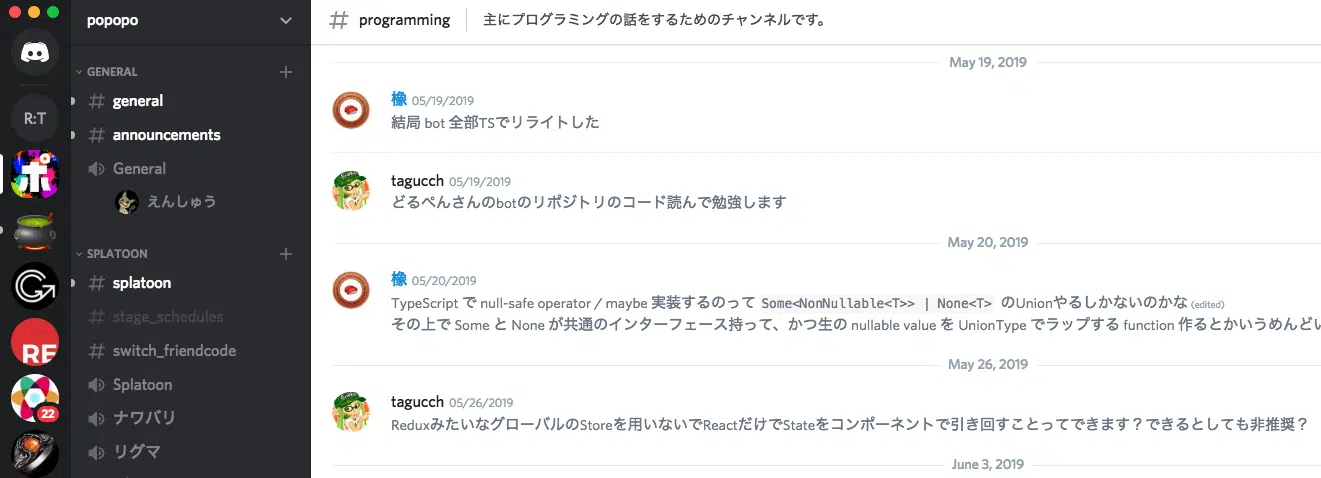 popopo
GENERAL
general
announcements
General
えんしゅう
SPLATOON
splatoon
stage_schedules
switch_friendcode
Splatoon
ナワバリ
リグマ
R:T
ポ
G
RE
22
programming
主にプログラミングの話をするためのチャンネルです。
May 19, 2019
橡 05/19/2019
結局 bot 全部TSでリライトした
tagucch 05/19/2019
どるぺんさんのbotのリポジトリのコード読んで勉強します
May 20, 2019
橡 05/20/2019
TypeScript で null-safe operator / maybe 実装するのって Some<NonNullable<T>> | None<T> のUnionやるしかないのかな (edited)
その上で Some と None が共通のインターフェース持って、かつ生の nullable value を UnionType でラップする function 作るとかいうめんどい
May 26, 2019
tagucch 05/26/2019
ReduxみたいなグローバルのStoreを用いないでReactだけでStateをコンポーネントで引き回すことってできます？できるとしても非推奨？
June 3, 2019